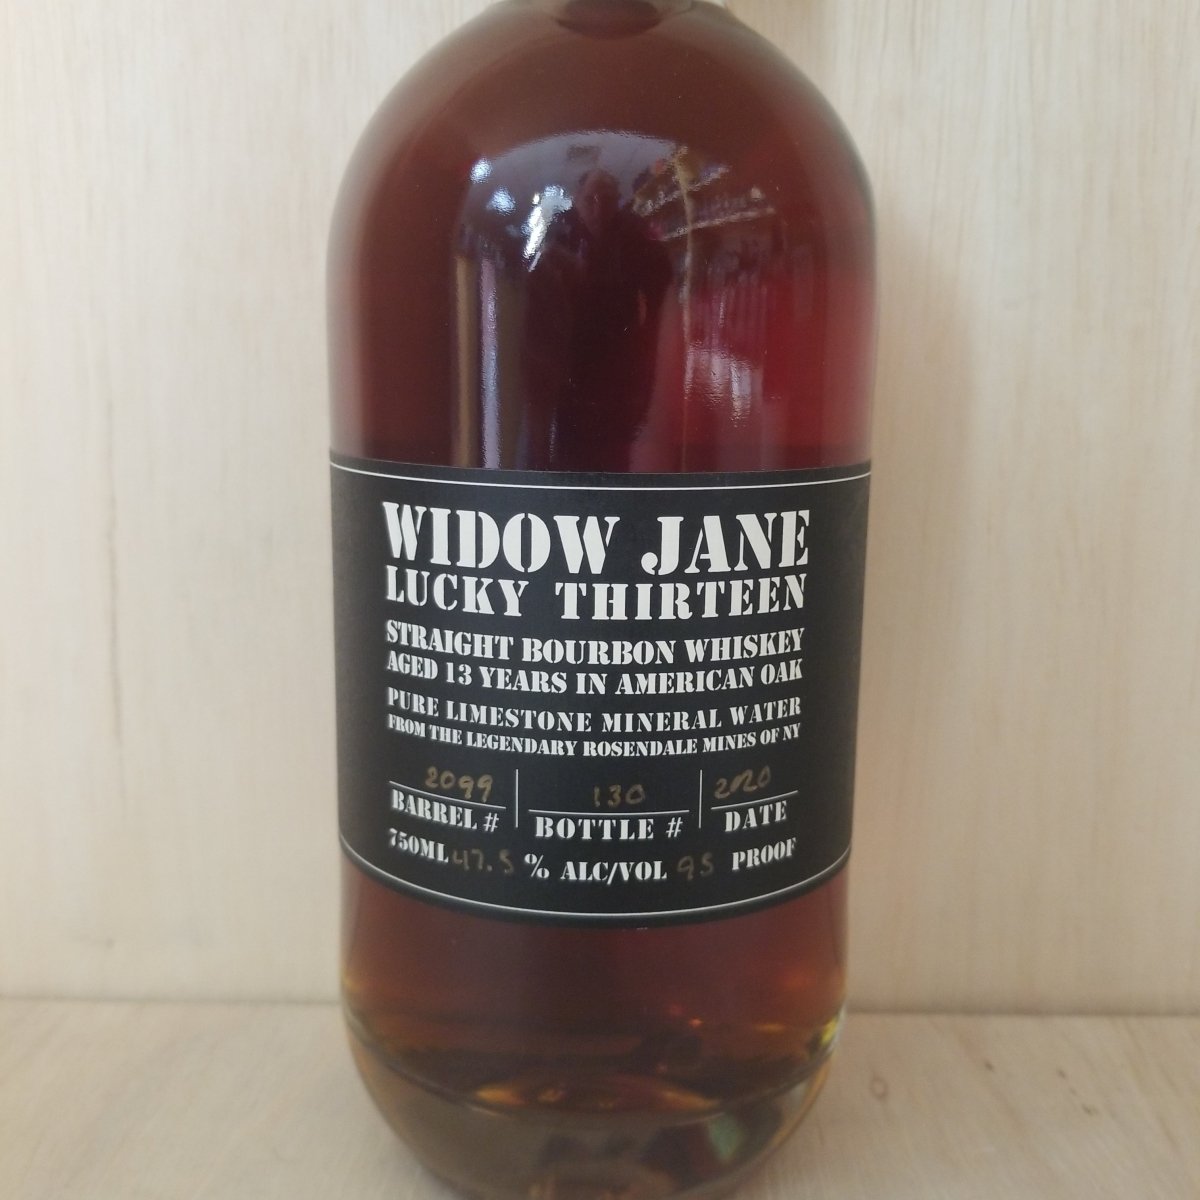 WIDOW JANE
LUCKY THIRTEEN
STRAIGHT BOURBON WHISKEY
AGED 13 YEARS IN AMERICAN OAK
PURE LIMESTONE MINERAL WATER
FROM THE LEGENDARY ROSENDALE MINES OF NY
2099 130 2020
BARREL # BOTTLE # DATE
750ML 47.5 % ALC/VOL 95 PROOF